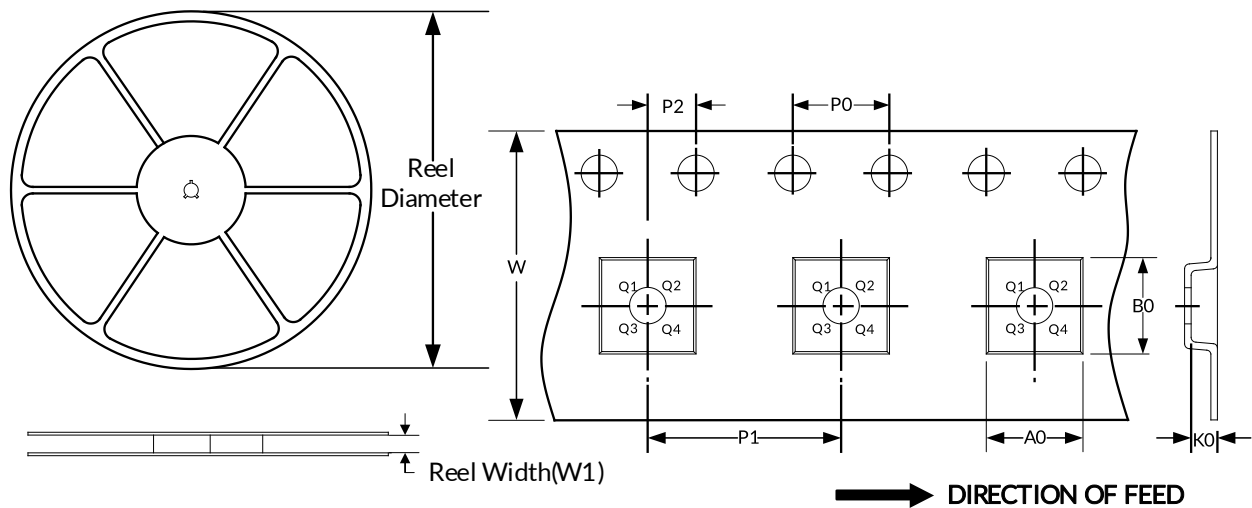 P2
P0
Reel
Diameter
W
Q1 Q2
Q3 Q4
Q1 Q2
Q3 Q4
Q1 Q2
Q3 Q4
B0
P1
A0
K0
Reel Width(W1)
DIRECTION OF FEED